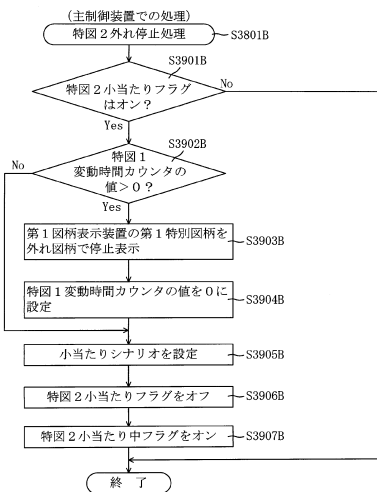 (主制御装置での処理)
特図2外れ停止処理
S3801B
S3901B
特図2小当たりフラグ
はオン?
No
Yes
S3902B
No
特図1
変動時間カウンタの
値>0?
Yes
第1図柄表示装置の第1特別図柄を
外れ図柄で停止表示
S3903B
特図1変動時間カウンタの値を0に
設定
S3904B
小当たりシナリオを設定
S3905B
特図2小当たりフラグをオフ
S3906B
特図2小当たり中フラグをオン
S3907B
終 了